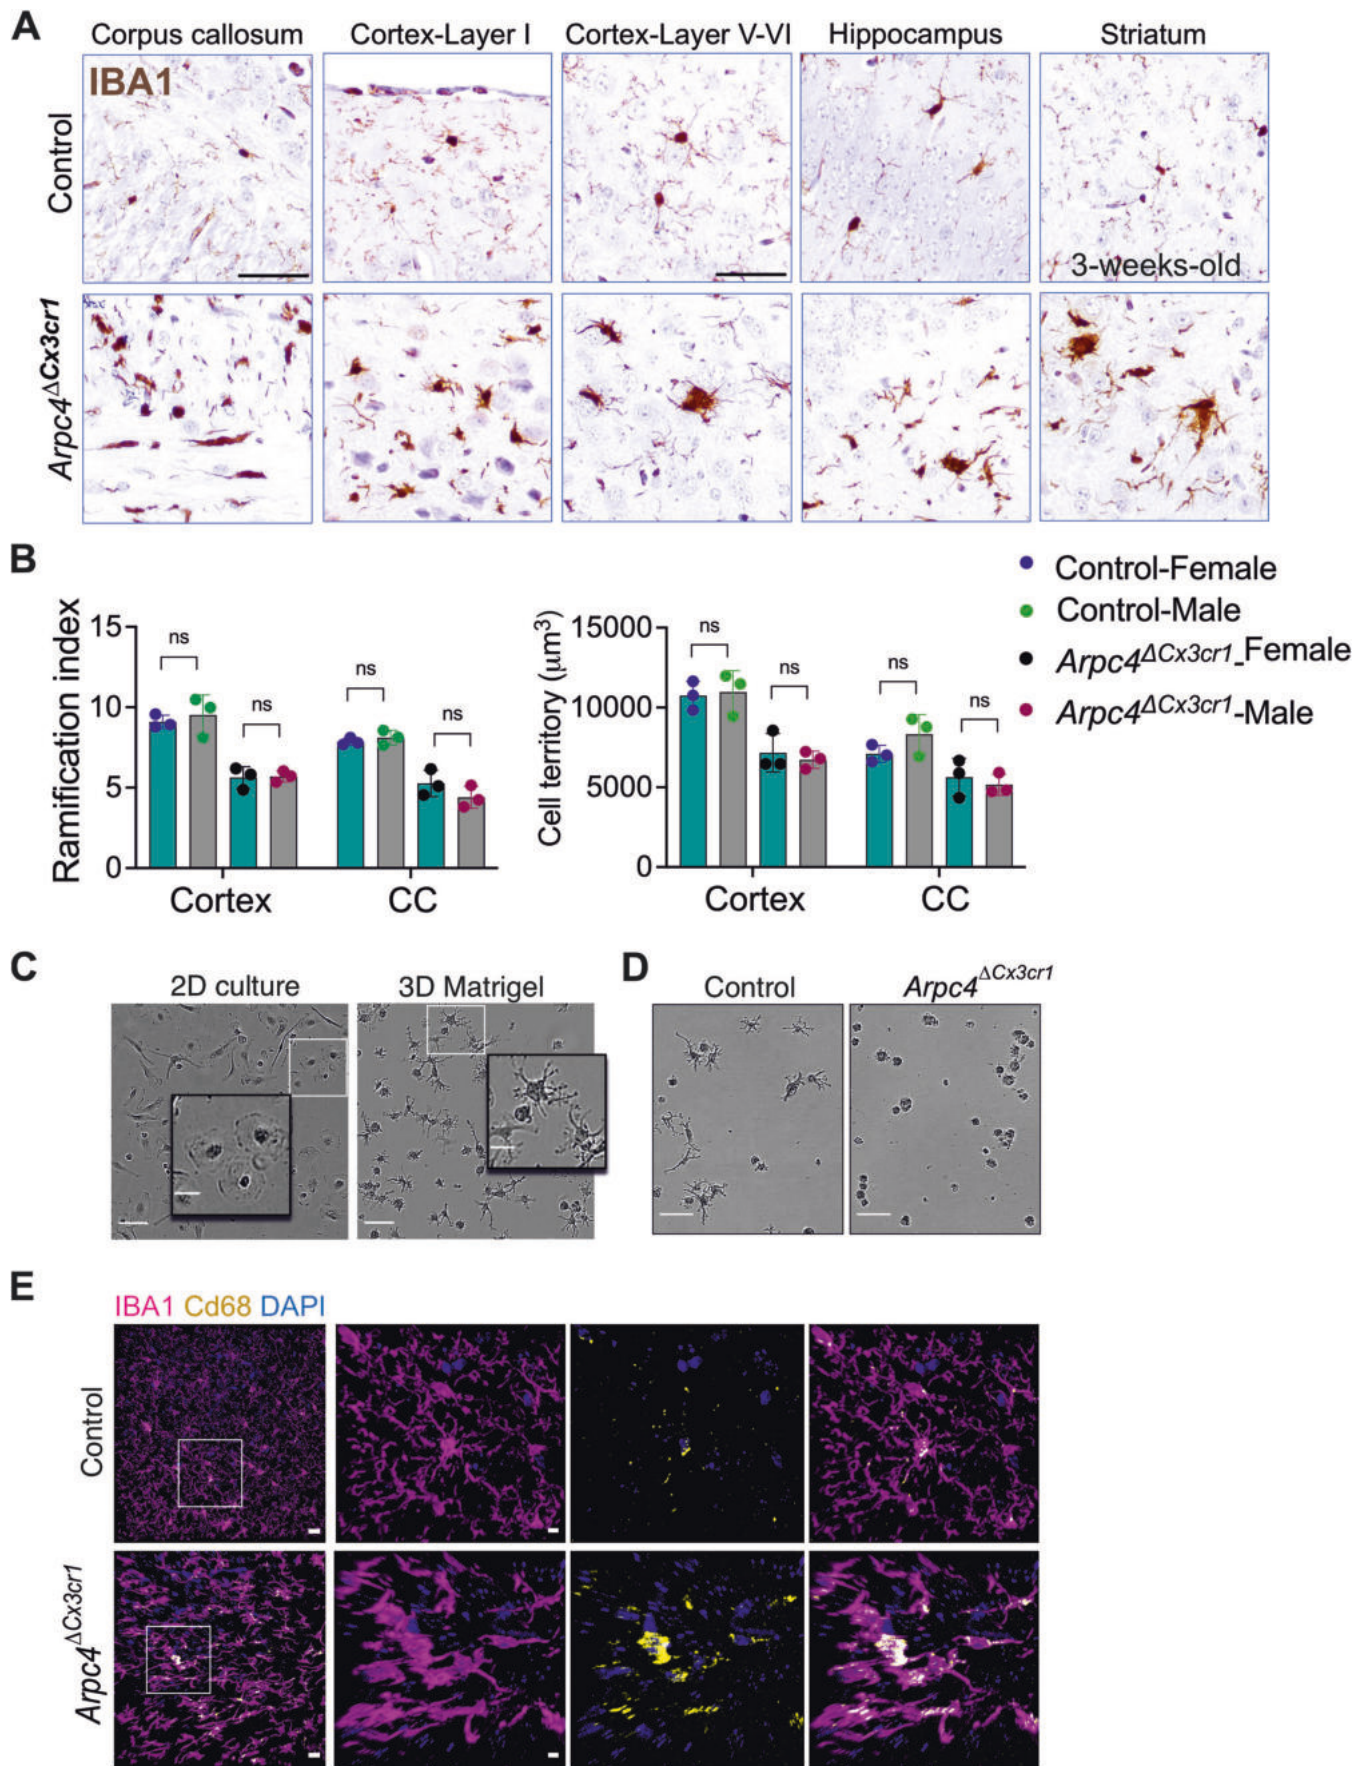 A
Corpus callosum
Cortex-Layer I
Cortex-Layer V-VI
Hippocampus
Striatum
IBA1
Control
3-weeks-old
Arpc4ΔCx3cr1
B
Ramification index
15
10
5
0
ns
ns
ns
ns
Cortex
CC
Cell territory (μm³)
15000
10000
5000
0
ns
ns
ns
ns
Cortex
CC
Control-Female
Control-Male
Arpc4ΔCx3cr1-Female
Arpc4ΔCx3cr1-Male
C
2D culture
3D Matrigel
D
Control
Arpc4ΔCx3cr1
E
IBA1 Cd68 DAPI
Control
Arpc4ΔCx3cr1